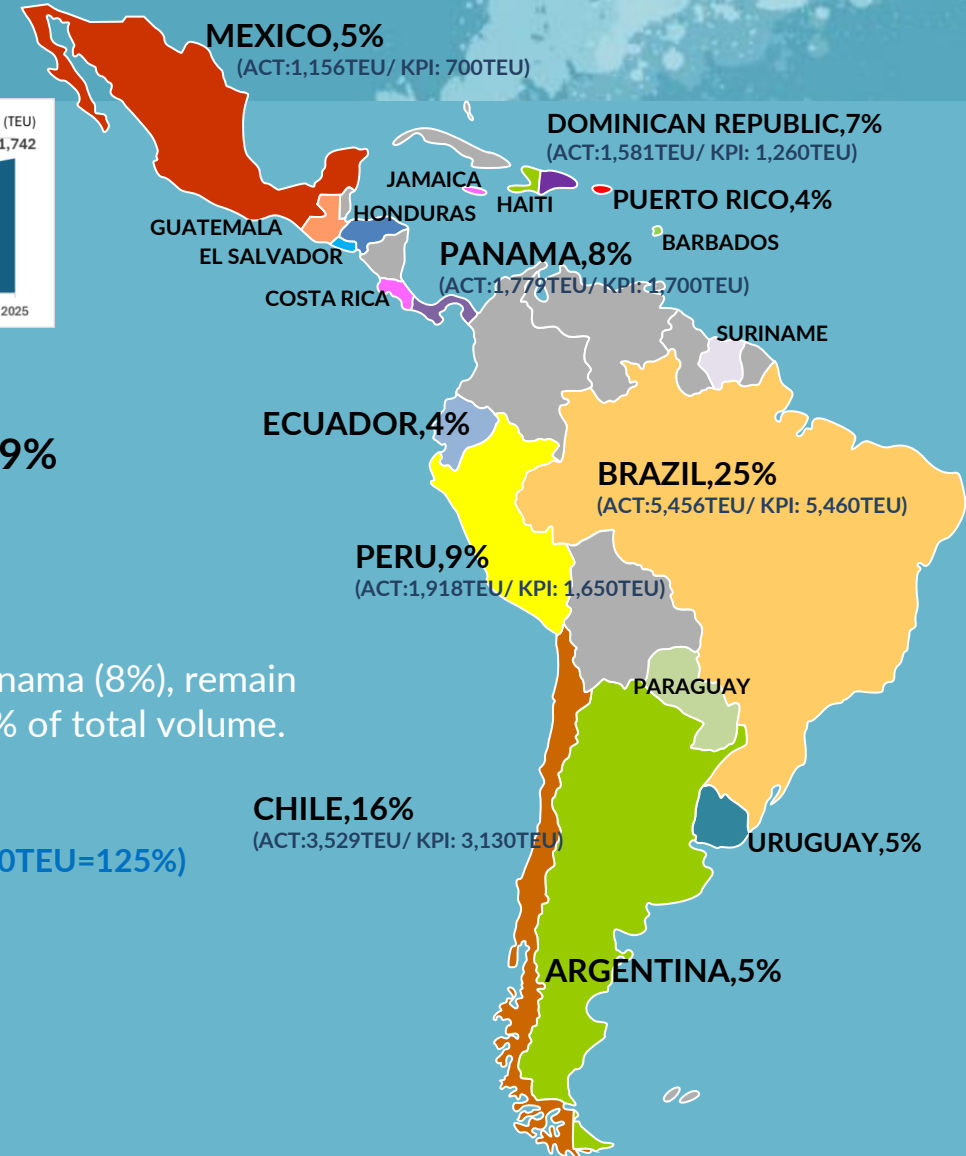 MEXICO,5%
(ACT:1,156TEU/ KPI: 700TEU)
(TEU)
1,742
2025
DOMINICAN REPUBLIC,7%
(ACT:1,581TEU/ KPI: 1,260TEU)
JAMAICA
HAITI
PUERTO RICO,4%
GUATEMALA
HONDURAS
BARBADOS
EL SALVADOR
PANAMA,8%
(ACT:1,779TEU/ KPI: 1,700TEU)
COSTA RICA
SURINAME
ECUADOR,4%
9%
BRAZIL,25%
(ACT:5,456TEU/ KPI: 5,460TEU)
PERU,9%
(ACT:1,918TEU/ KPI: 1,650TEU)
nama (8%), remain
% of total volume.
PARAGUAY
CHILE,16%
(ACT:3,529TEU/ KPI: 3,130TEU)
0TEU=125%)
URUGUAY,5%
ARGENTINA,5%